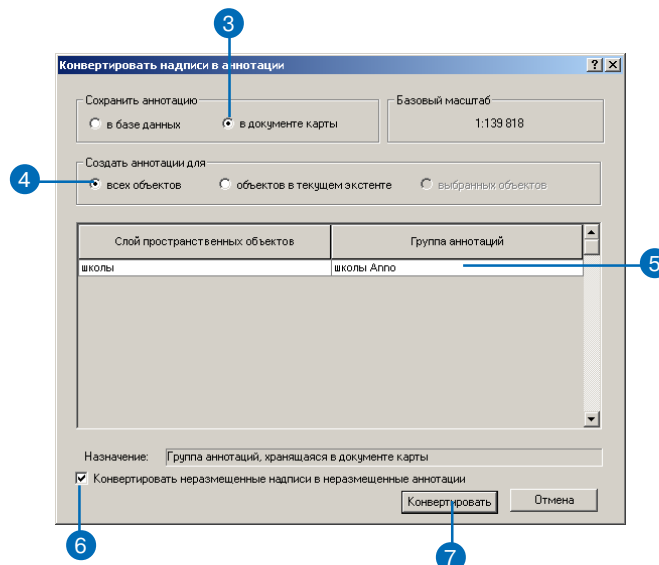 3
Конвертировать надписи в аннотации
Сохранить аннотацию
в базе данных
в документе карты
Базовый масштаб
1:139 818
4
Создать аннотации для
всех объектов
объектов в текущем экстенте
выбранных объектов
Слой пространственных объектов
Группа аннотаций
школы
школы Anno
5
Назначение:
Группа аннотаций, хранящаяся в документе карты
Конвертировать неразмещенные надписи в неразмещенные аннотации
Конвертировать
Отмена
6
7